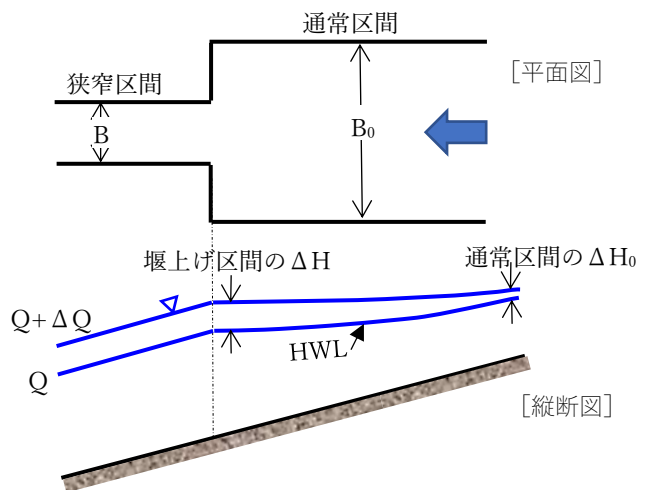 通常区間
[平面図]
狭窄区間
B
B₀
堰上げ区間のΔH
通常区間のΔH₀
Q+ΔQ
HWL
Q
[縦断図]